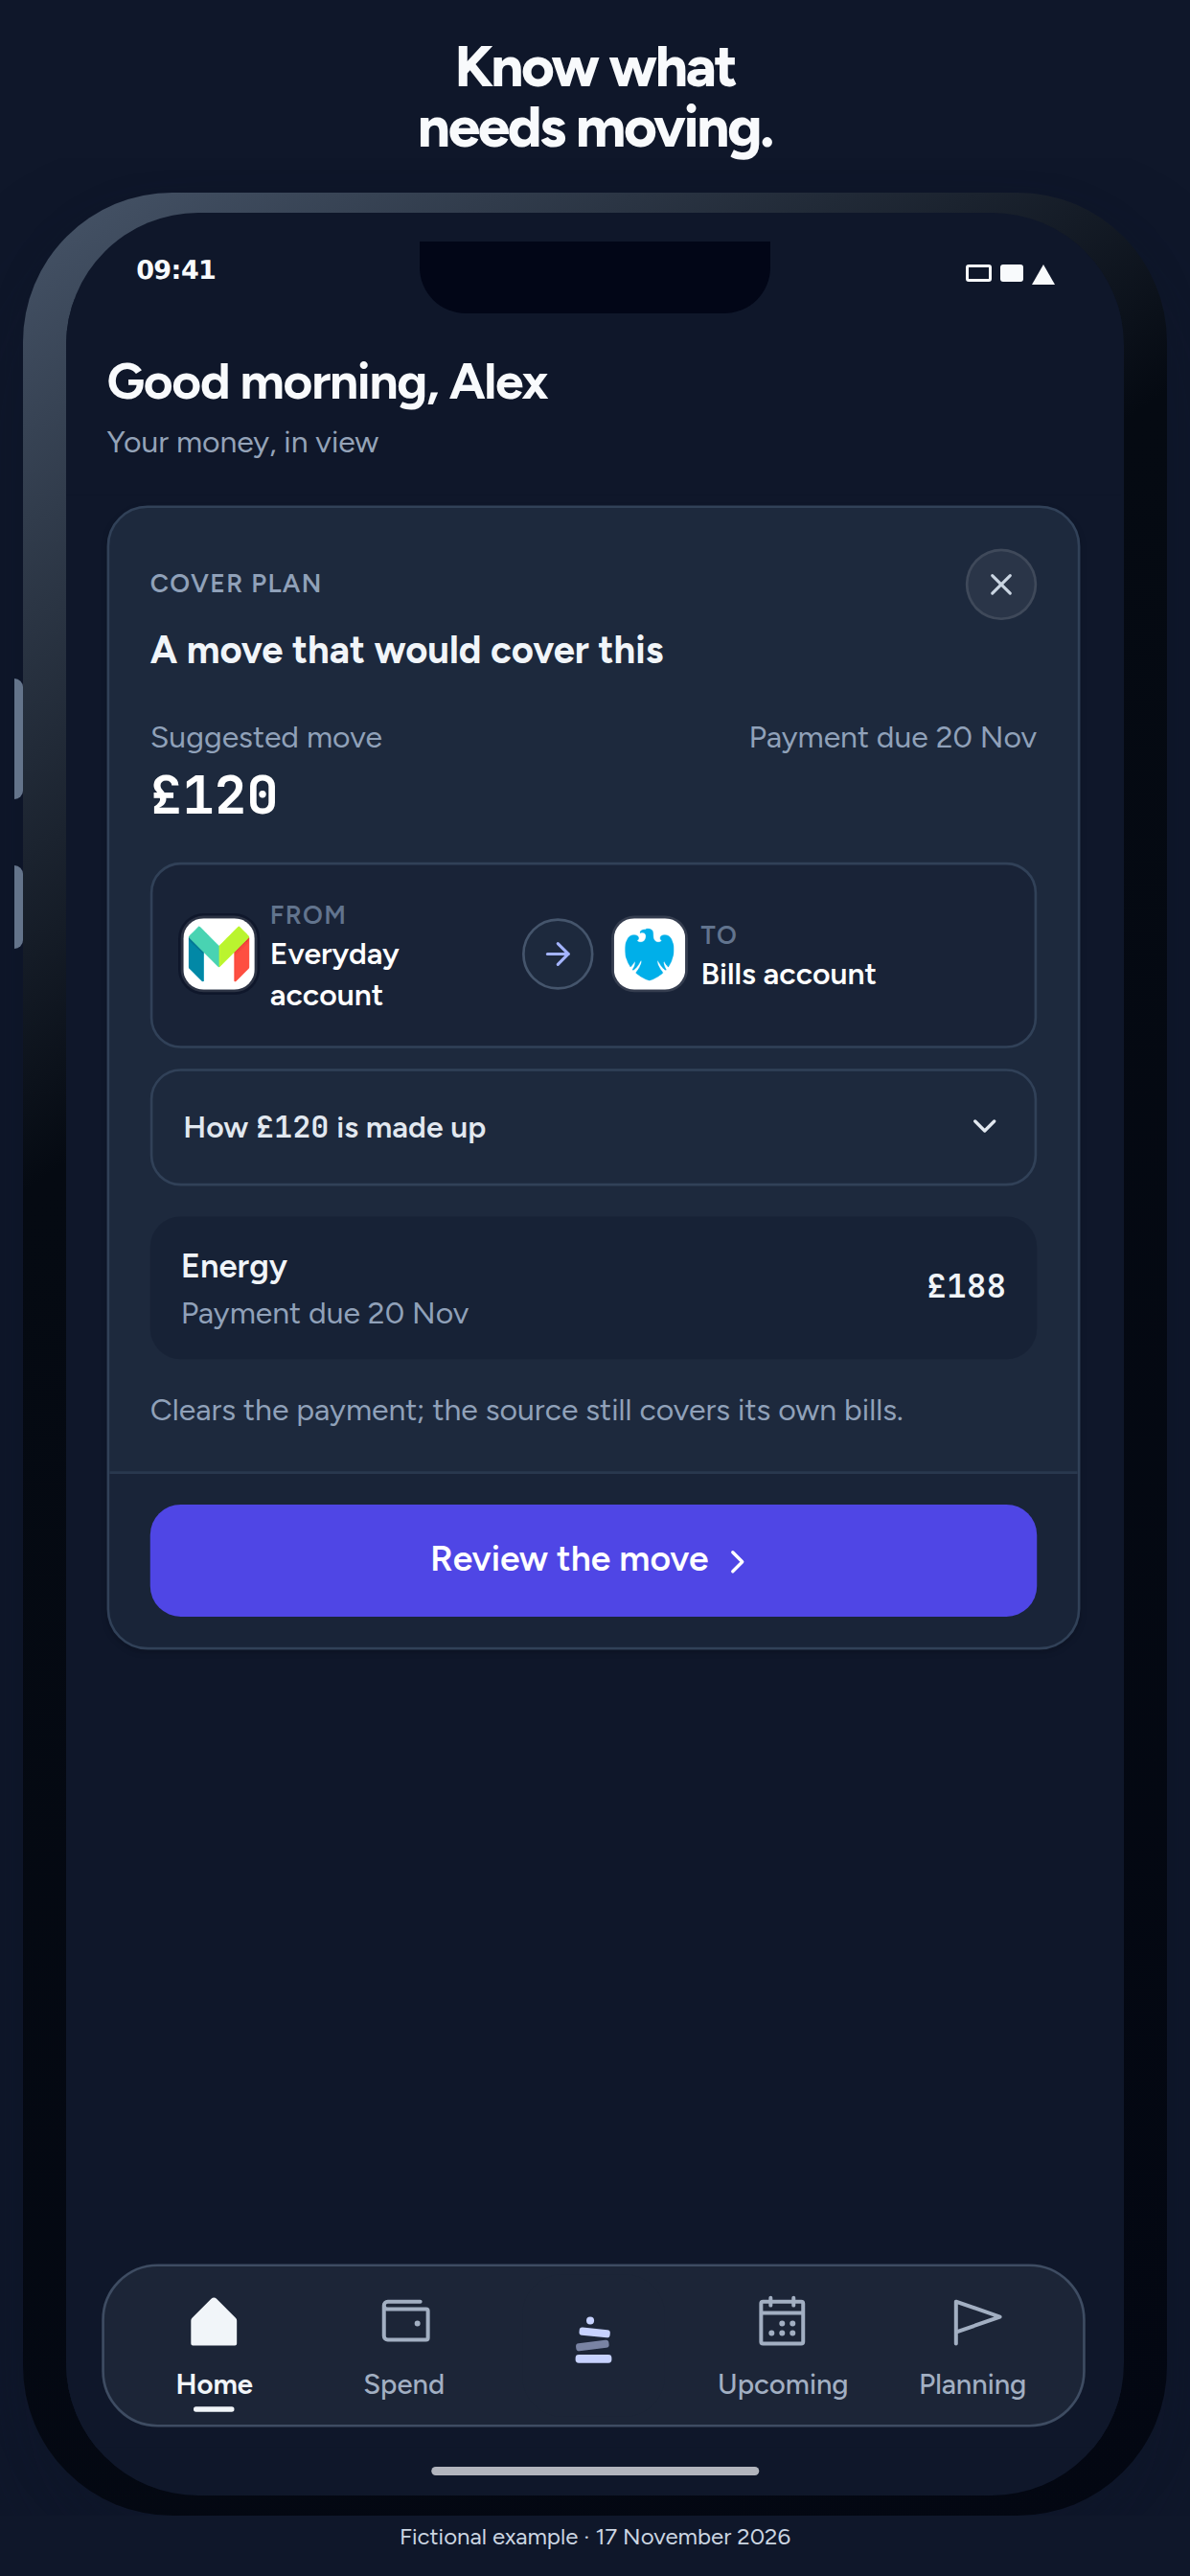 Know what
needs moving.
09:41
Good morning, Alex
Your money, in view
COVER PLAN
A move that would cover this
Suggested move
Payment due 20 Nov
£120
FROM
Everyday
account
TO
Bills account
How £120 is made up
Energy
Payment due 20 Nov
£188
Clears the payment; the source still covers its own bills.
Review the move
Home
Spend
Upcoming
Planning
Fictional example · 17 November 2026